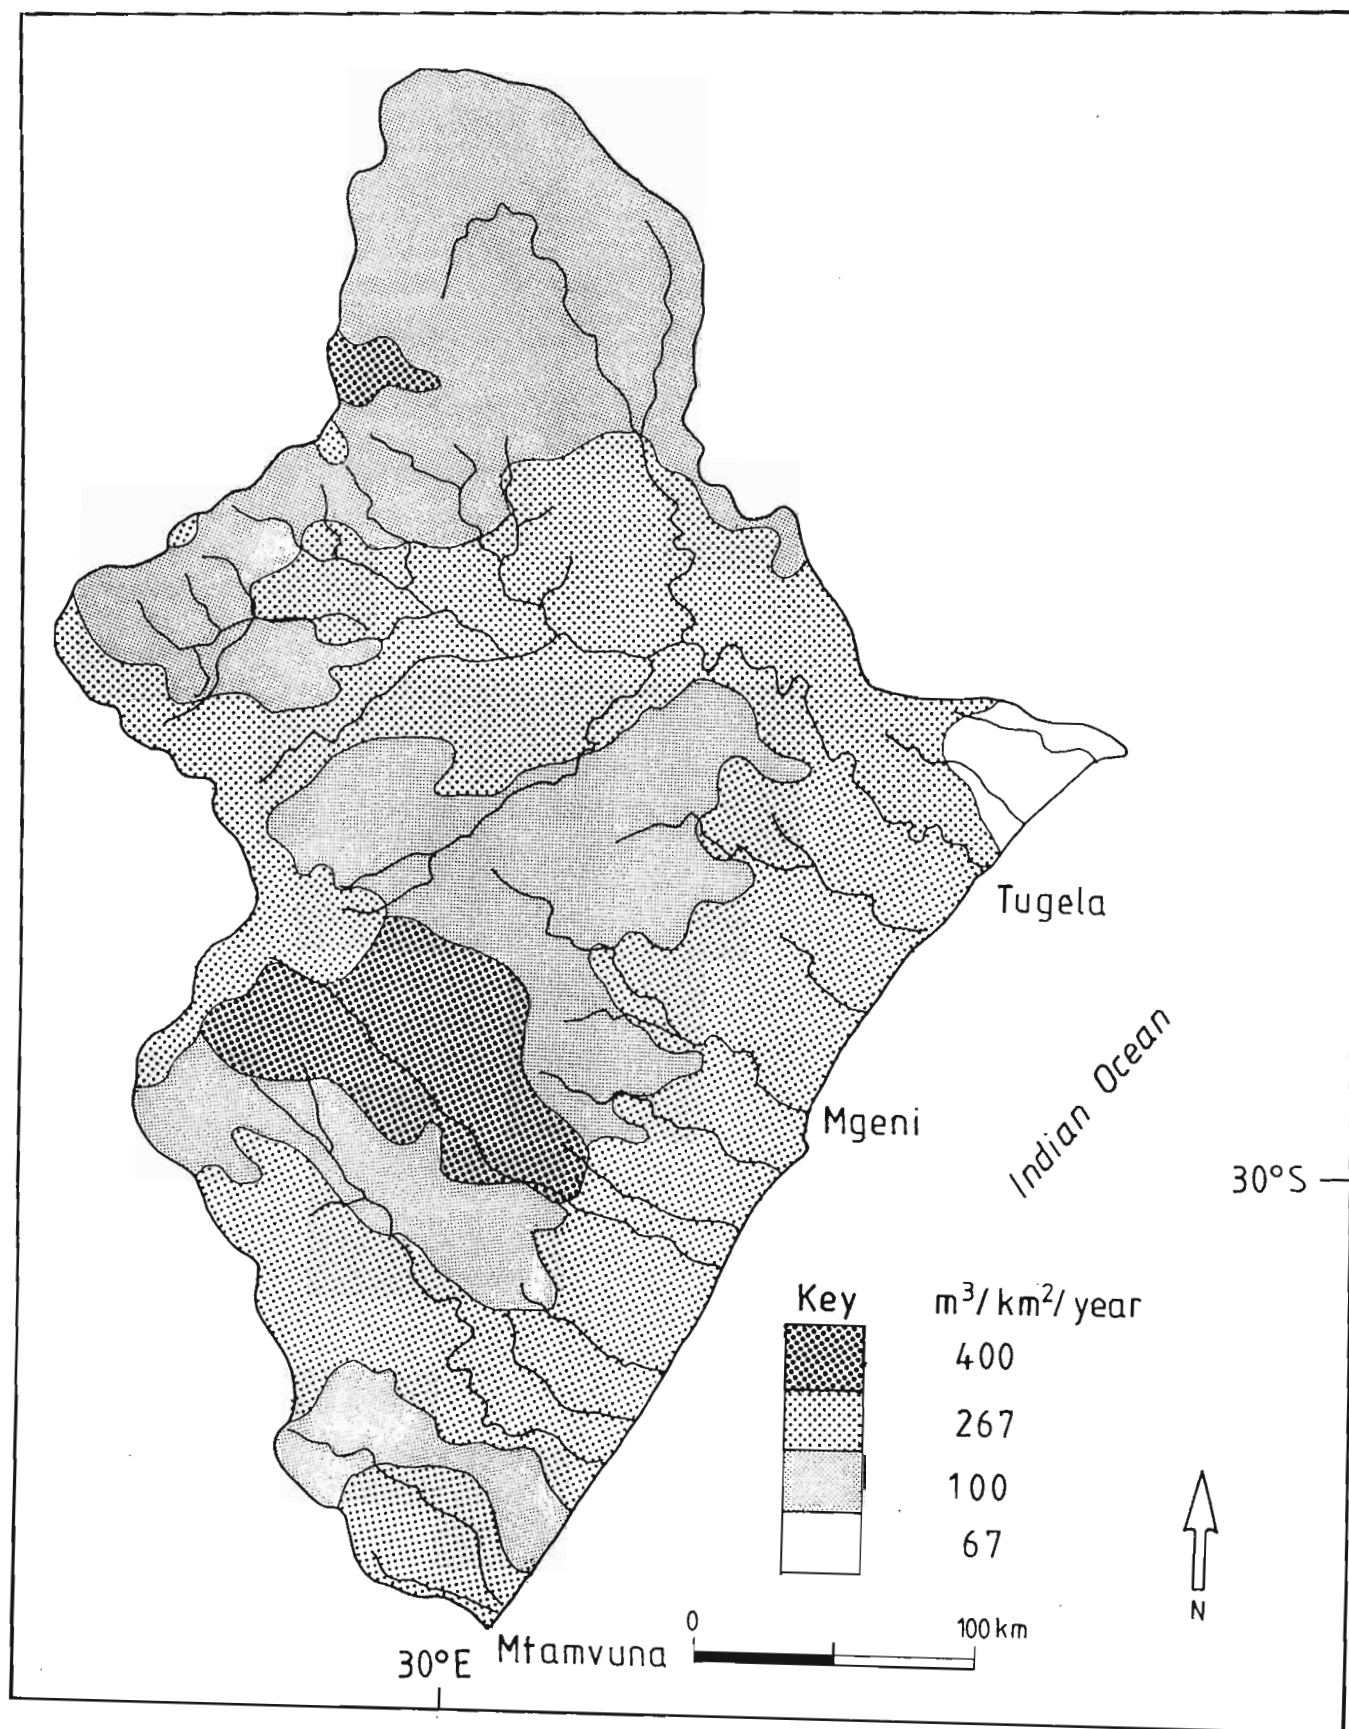 Tugela
Indian Ocean
Mgeni
30°S
Key m³/km²/year
400
267
100
67
N
0 100 km
30°E Mtamvuna